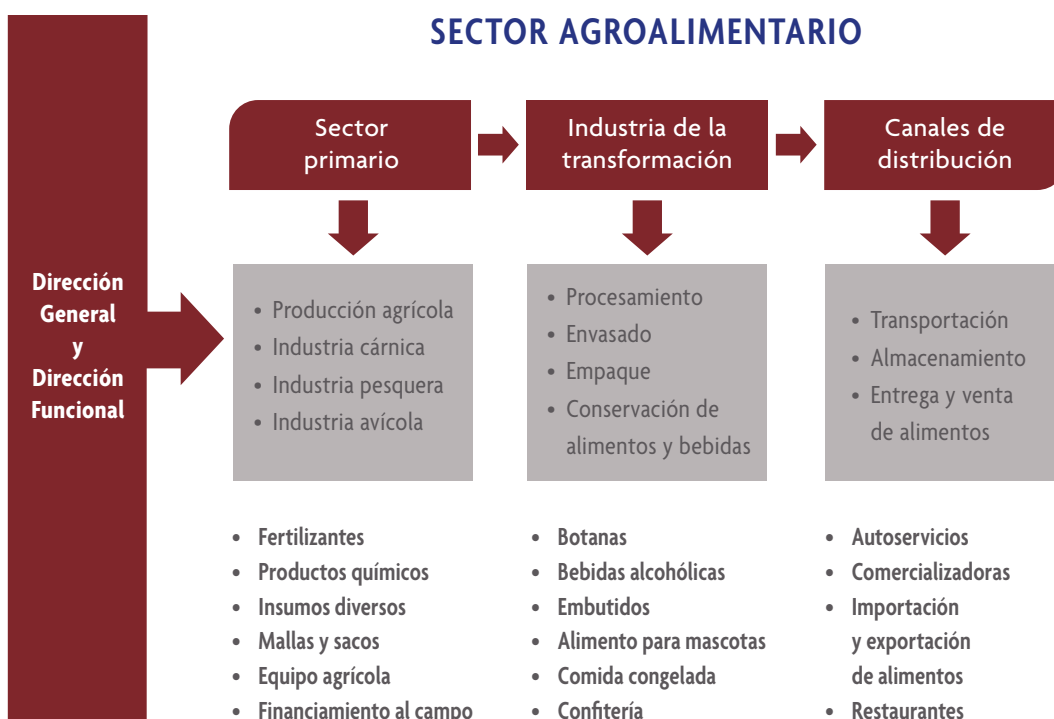 SECTOR AGROALIMENTARIO
Dirección
General
y
Dirección
Funcional
Sector
primario
• Producción agrícola
• Industria cárnica
• Industria pesquera
• Industria avícola
• Fertilizantes
• Productos químicos
• Insumos diversos
• Mallas y sacos
• Equipo agrícola
• Financiamiento al campo
Industria de la
transformación
• Procesamiento
• Envasado
• Empaque
• Conservación de
alimentos y bebidas
• Botanas
• Bebidas alcohólicas
• Embutidos
• Alimento para mascotas
• Comida congelada
• Confitería
Canales de
distribución
• Transportación
• Almacenamiento
• Entrega y venta
de alimentos
• Autoservicios
• Comercializadoras
• Importación
y exportación
de alimentos
• Restaurantes